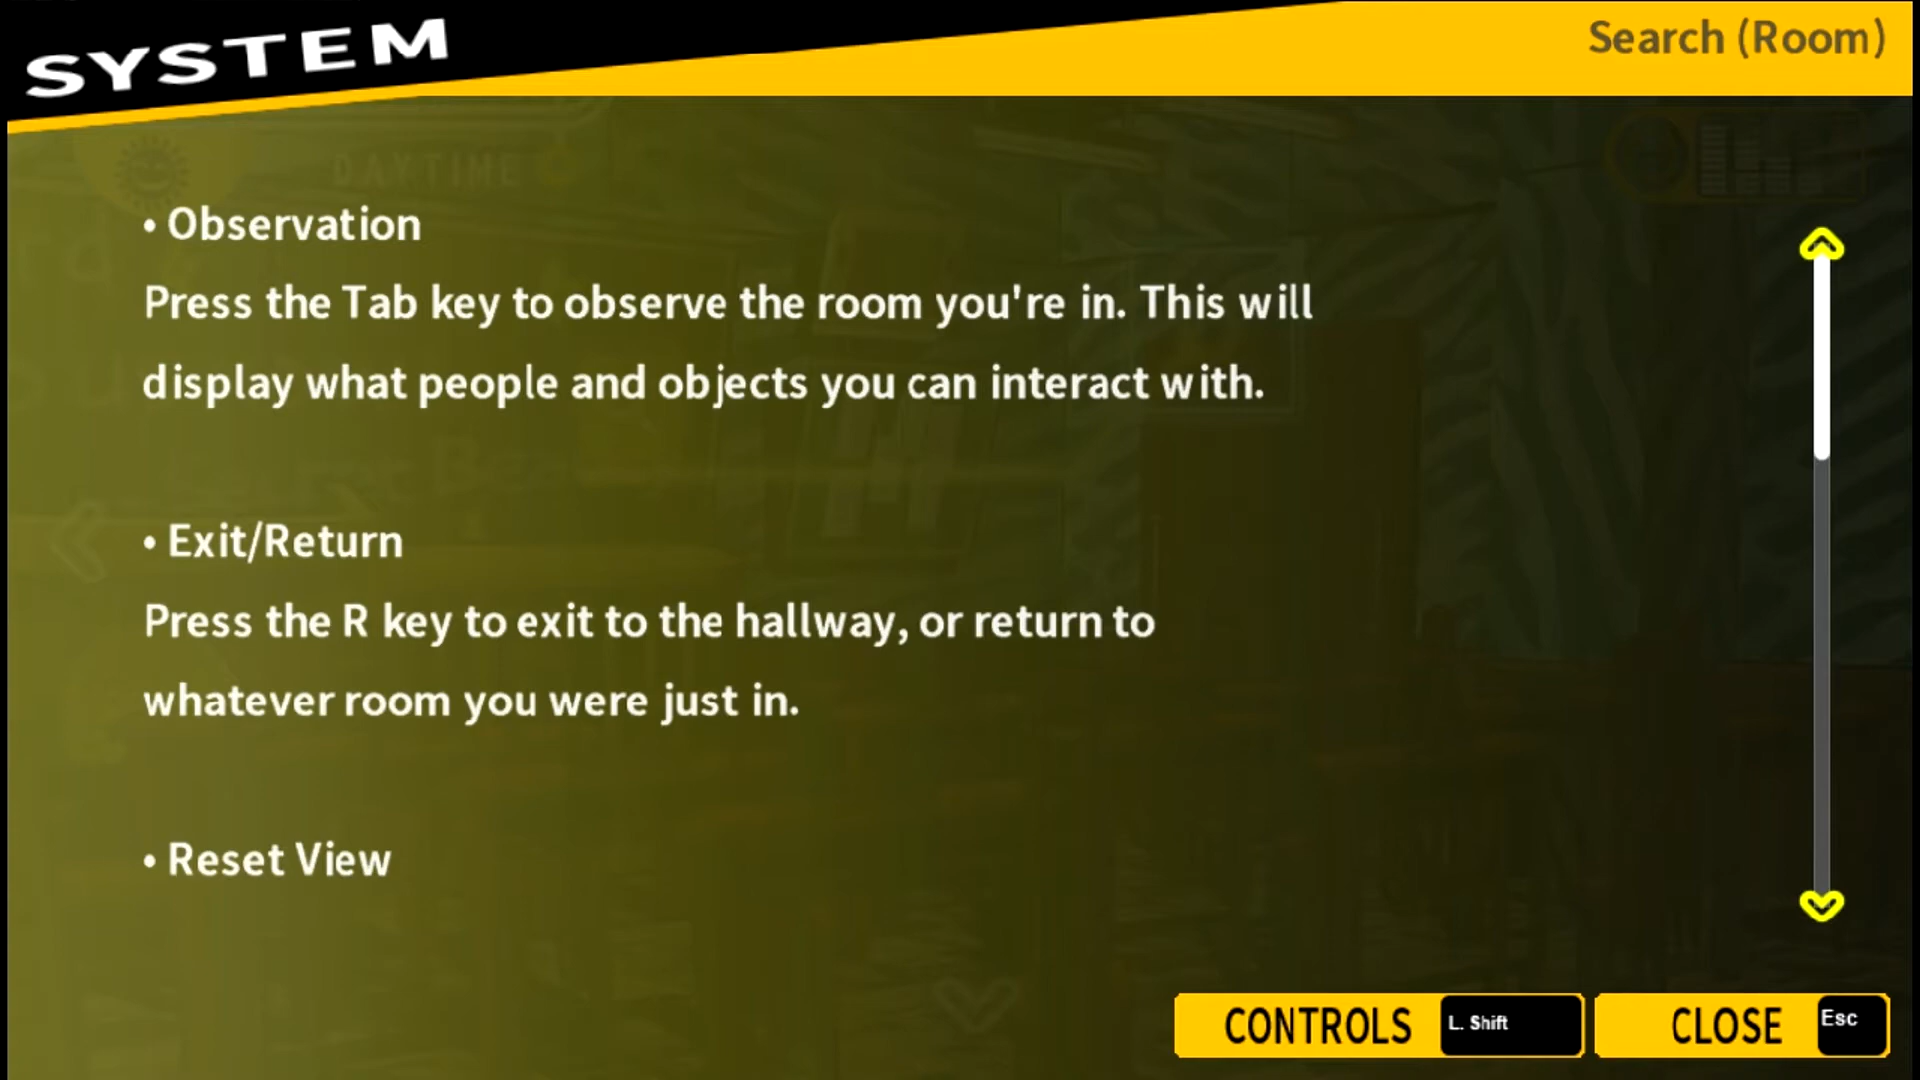 SYSTEM
Search (Room)
DAYTIME
• Observation
Press the Tab key to observe the room you're in. This will
display what people and objects you can interact with.
• Exit/Return
Press the R key to exit to the hallway, or return to
whatever room you were just in.
• Reset View
CONTROLS L. Shift
CLOSE Esc